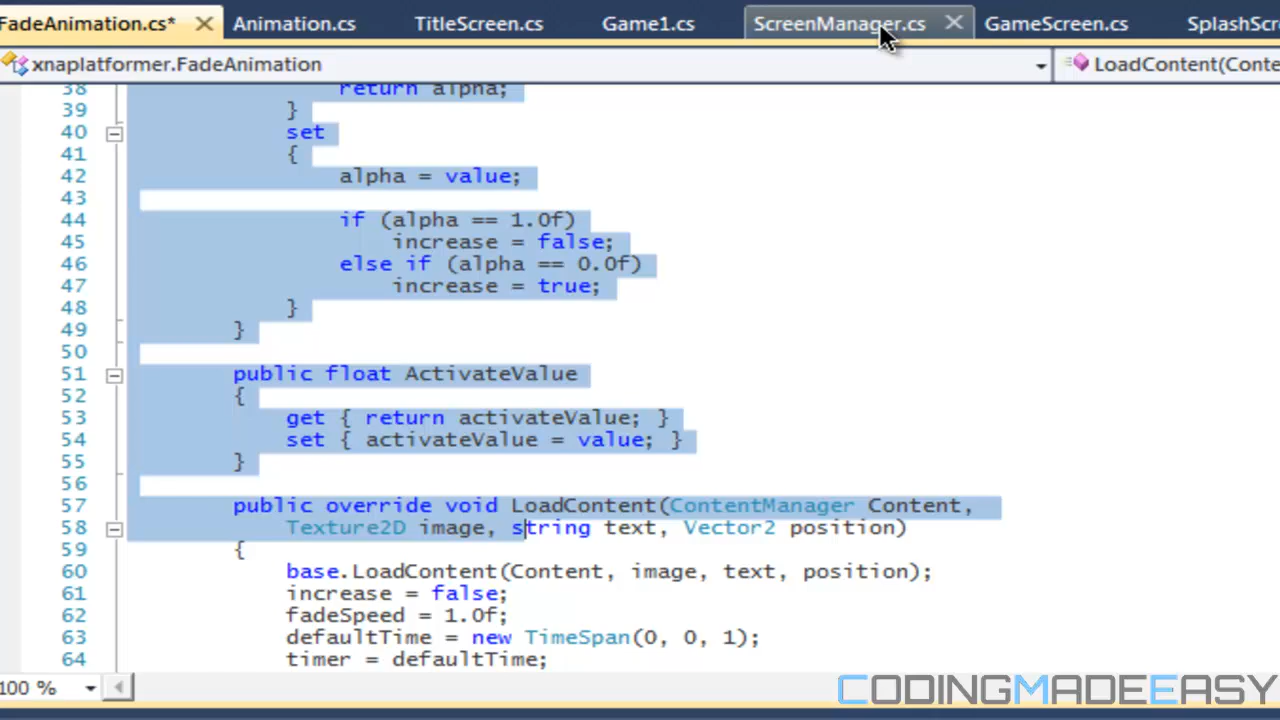 FadeAnimation.cs* Animation.cs TitleScreen.cs Game1.cs ScreenManager.cs GameScreen.cs SplashScre
xnaplatformer.FadeAnimation LoadContent(Conte
38 return alpha;
39 }
40 set
41 {
42 alpha = value;
43
44 if (alpha == 1.0f)
45 increase = false;
46 else if (alpha == 0.0f)
47 increase = true;
48 }
49 }
50
51 public float ActivateValue
52 {
53 get { return activateValue; }
54 set { activateValue = value; }
55 }
56
57 public override void LoadContent(ContentManager Content,
58 Texture2D image, string text, Vector2 position)
59 {
60 base.LoadContent(Content, image, text, position);
61 increase = false;
62 fadeSpeed = 1.0f;
63 defaultTime = new TimeSpan(0, 0, 1);
64 timer = defaultTime;
100 %
CODINGMADEEASY